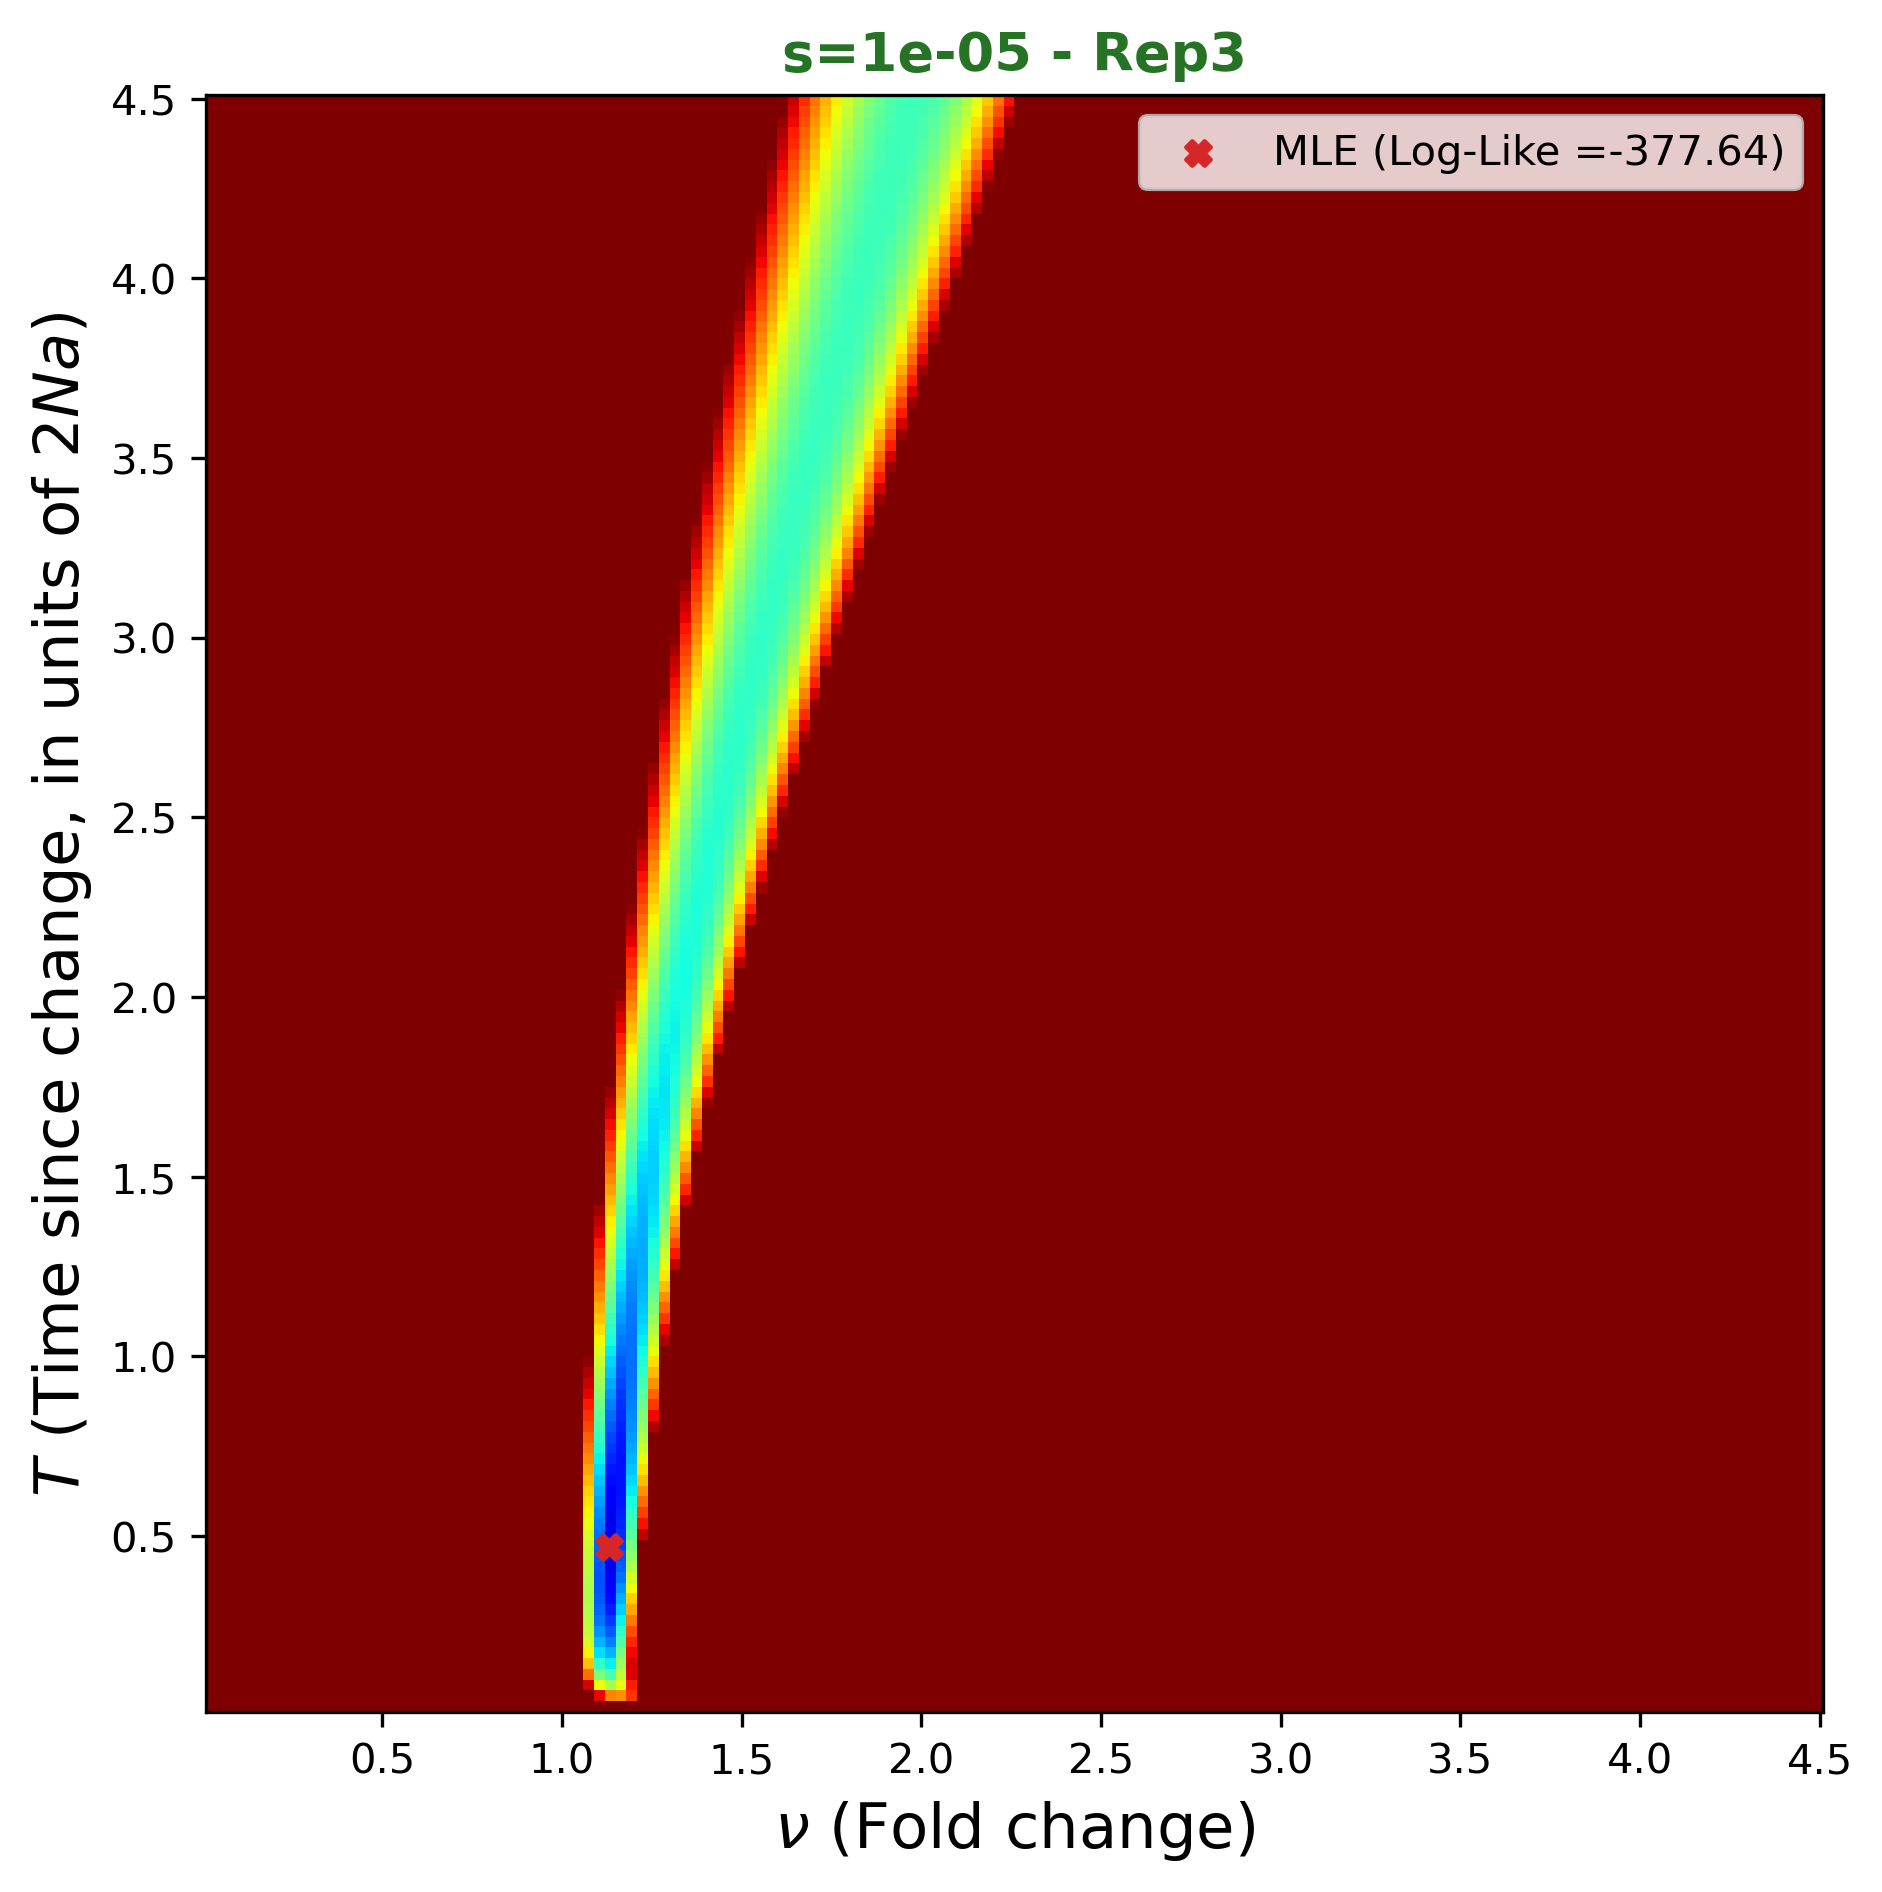 s=1e-05 - Rep3
MLE (Log-Like =-377.64)
T (Time since change, in units of 2Na)
4.5
4.0
3.5
3.0
2.5
2.0
1.5
1.0
0.5
0.5 1.0 1.5 2.0 2.5 3.0 3.5 4.0 4.5
ν (Fold change)